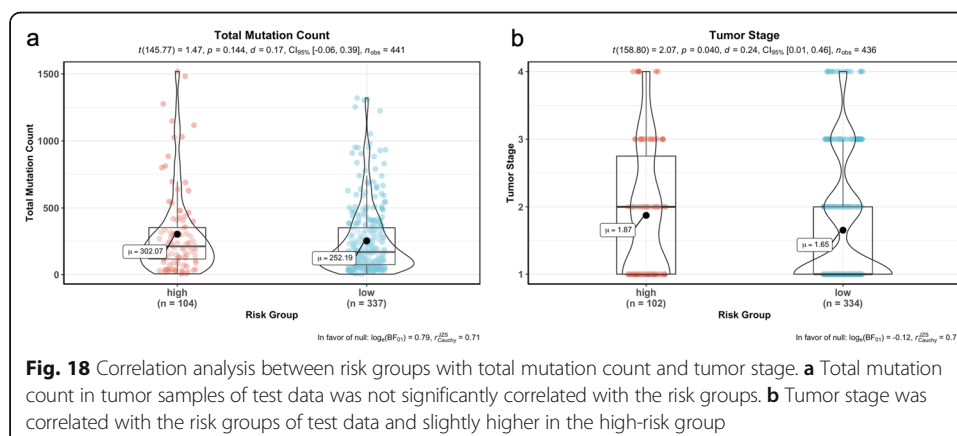 a
Total Mutation Count
t(145.77) = 1.47, p = 0.144, d = 0.17, CI95% [-0.06, 0.39], nobs = 441
1500
1000
500
0
Total Mutation Count
μ = 302.07
μ = 252.19
high
(n = 104)
low
(n = 337)
Risk Group
In favor of null: loge(BF01) = 0.79, rJZSCauchy = 0.71
b
Tumor Stage
t(158.80) = 2.07, p = 0.040, d = 0.24, CI95% [0.01, 0.46], nobs = 436
4
3
2
1
Tumor Stage
μ = 1.87
μ = 1.65
high
(n = 102)
low
(n = 334)
Risk Group
In favor of null: loge(BF01) = -0.12, rJZSCauchy = 0.7
Fig. 18 Correlation analysis between risk groups with total mutation count and tumor stage. a Total mutation
count in tumor samples of test data was not significantly correlated with the risk groups. b Tumor stage was
correlated with the risk groups of test data and slightly higher in the high-risk group